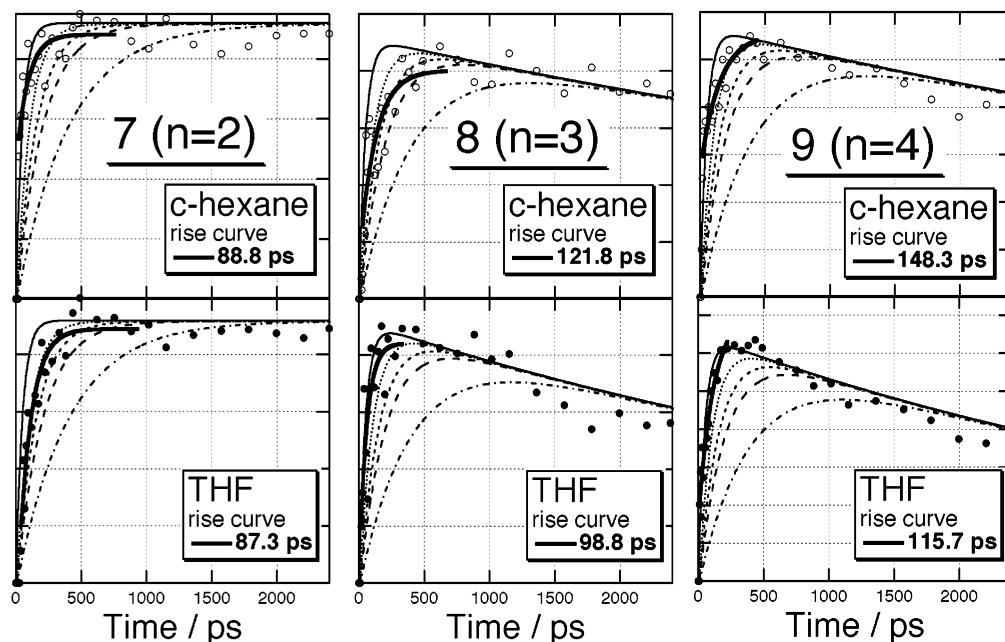 7 (n=2)
c-hexane
rise curve
88.8 ps
8 (n=3)
c-hexane
rise curve
121.8 ps
9 (n=4)
c-hexane
rise curve
148.3 ps
THF
rise curve
87.3 ps
THF
rise curve
98.8 ps
THF
rise curve
115.7 ps
0 500 1000 1500 2000
0 500 1000 1500 2000
0 500 1000 1500 2000
Time / ps
Time / ps
Time / ps